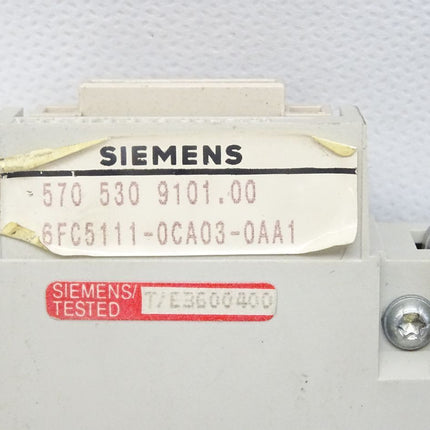 SIEMENS
570 530 9101.00
6FC5111-0CA03-0AA1
SIEMENS/ T/E3600400
TESTED